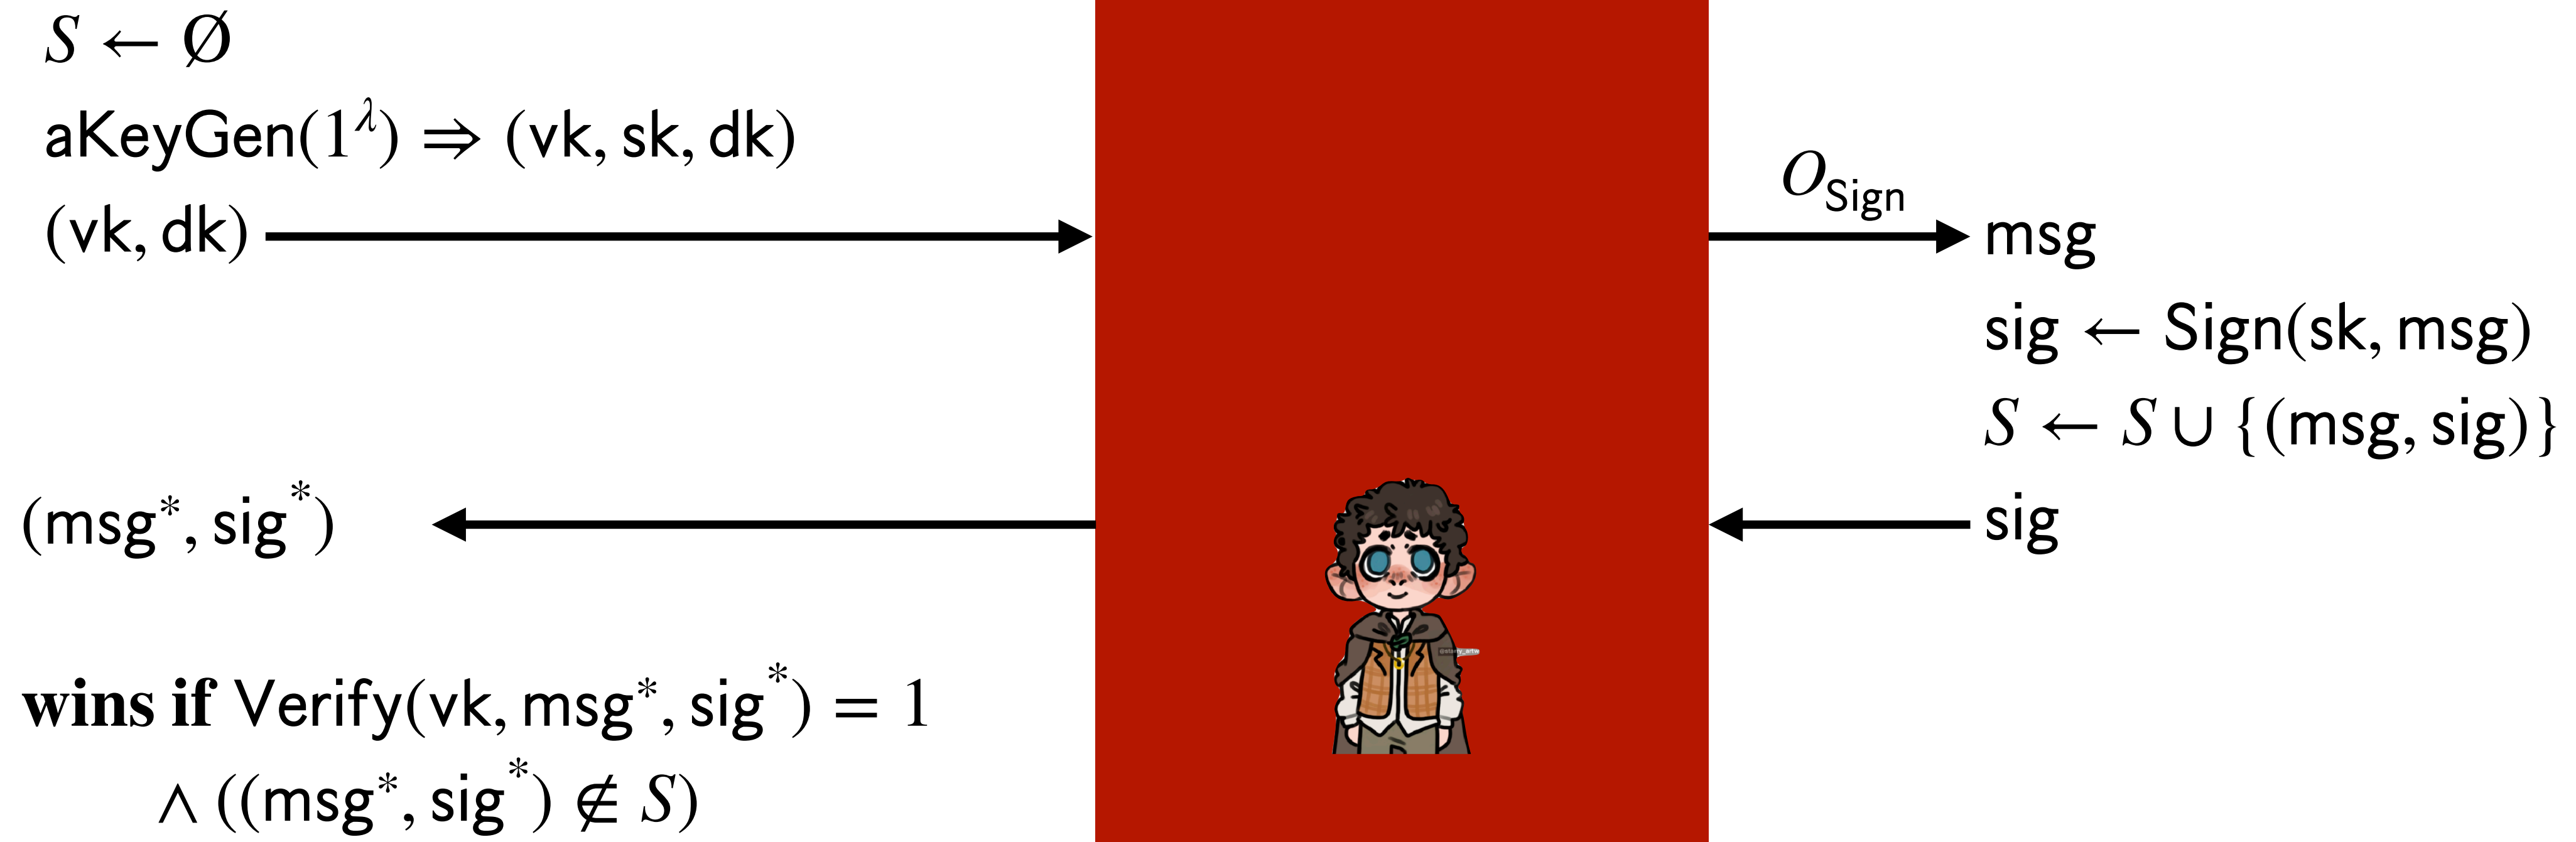 S ← Ø
aKeyGen(1^λ) ⇒ (vk, sk, dk)
(vk, dk)
O_Sign
msg
sig ← Sign(sk, msg)
S ← S ∪ {(msg, sig)}
sig
(msg*, sig*)
wins if Verify(vk, msg*, sig*) = 1
∧ ((msg*, sig*) ∉ S)